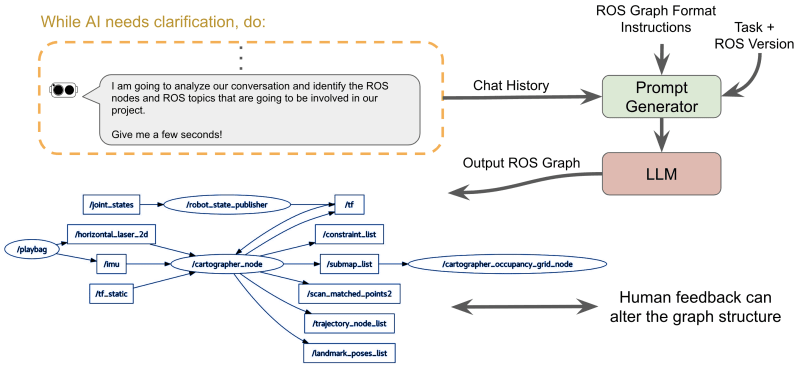 While AI needs clarification, do:
I am going to analyze our conversation and identify the ROS
nodes and ROS topics that are going to be involved in our
project.
Give me a few seconds!
Chat History
ROS Graph Format
Instructions
Task +
ROS Version
Prompt
Generator
LLM
Output ROS Graph
/joint_states
/robot_state_publisher
/tf
/horizontal_laser_2d
/constraint_list
/playbag
/imu
/cartographer_node
/submap_list
/cartographer_occupancy_grid_node
/tf_static
/scan_matched_points2
/trajectory_node_list
/landmark_poses_list
Human feedback can
alter the graph structure